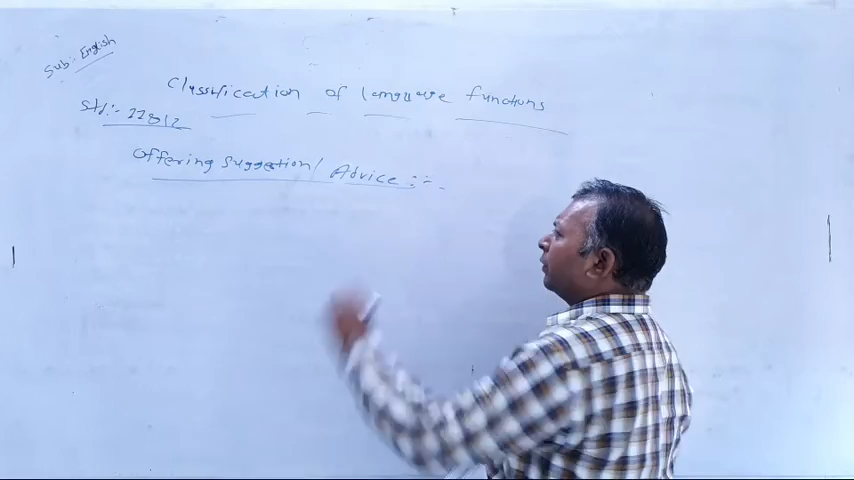 Sub:- English
Classification of language functions
Std:- 11&12
Offering Suggestion/ Advice :-